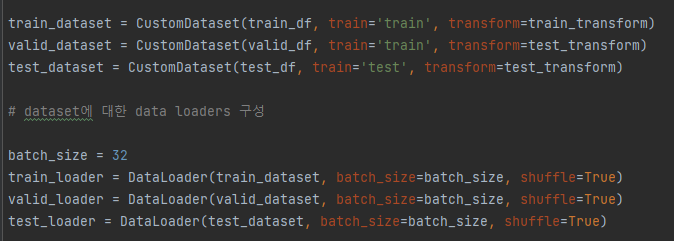 train_dataset = CustomDataset(train_df, train='train', transform=train_transform)
valid_dataset = CustomDataset(valid_df, train='train', transform=test_transform)
test_dataset = CustomDataset(test_df, train='test', transform=test_transform)
# dataset에 대한 data loaders 구성
batch_size = 32
train_loader = DataLoader(train_dataset, batch_size=batch_size, shuffle=True)
valid_loader = DataLoader(valid_dataset, batch_size=batch_size, shuffle=True)
test_loader = DataLoader(test_dataset, batch_size=batch_size, shuffle=True)